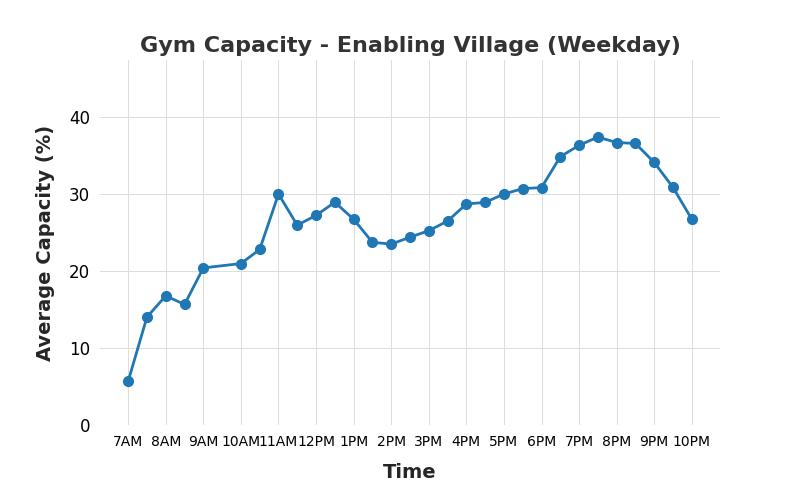 Gym Capacity - Enabling Village (Weekday)
Average Capacity (%)
40
30
20
10
0
7AM 8AM 9AM 10AM 11AM 12PM 1PM 2PM 3PM 4PM 5PM 6PM 7PM 8PM 9PM 10PM
Time